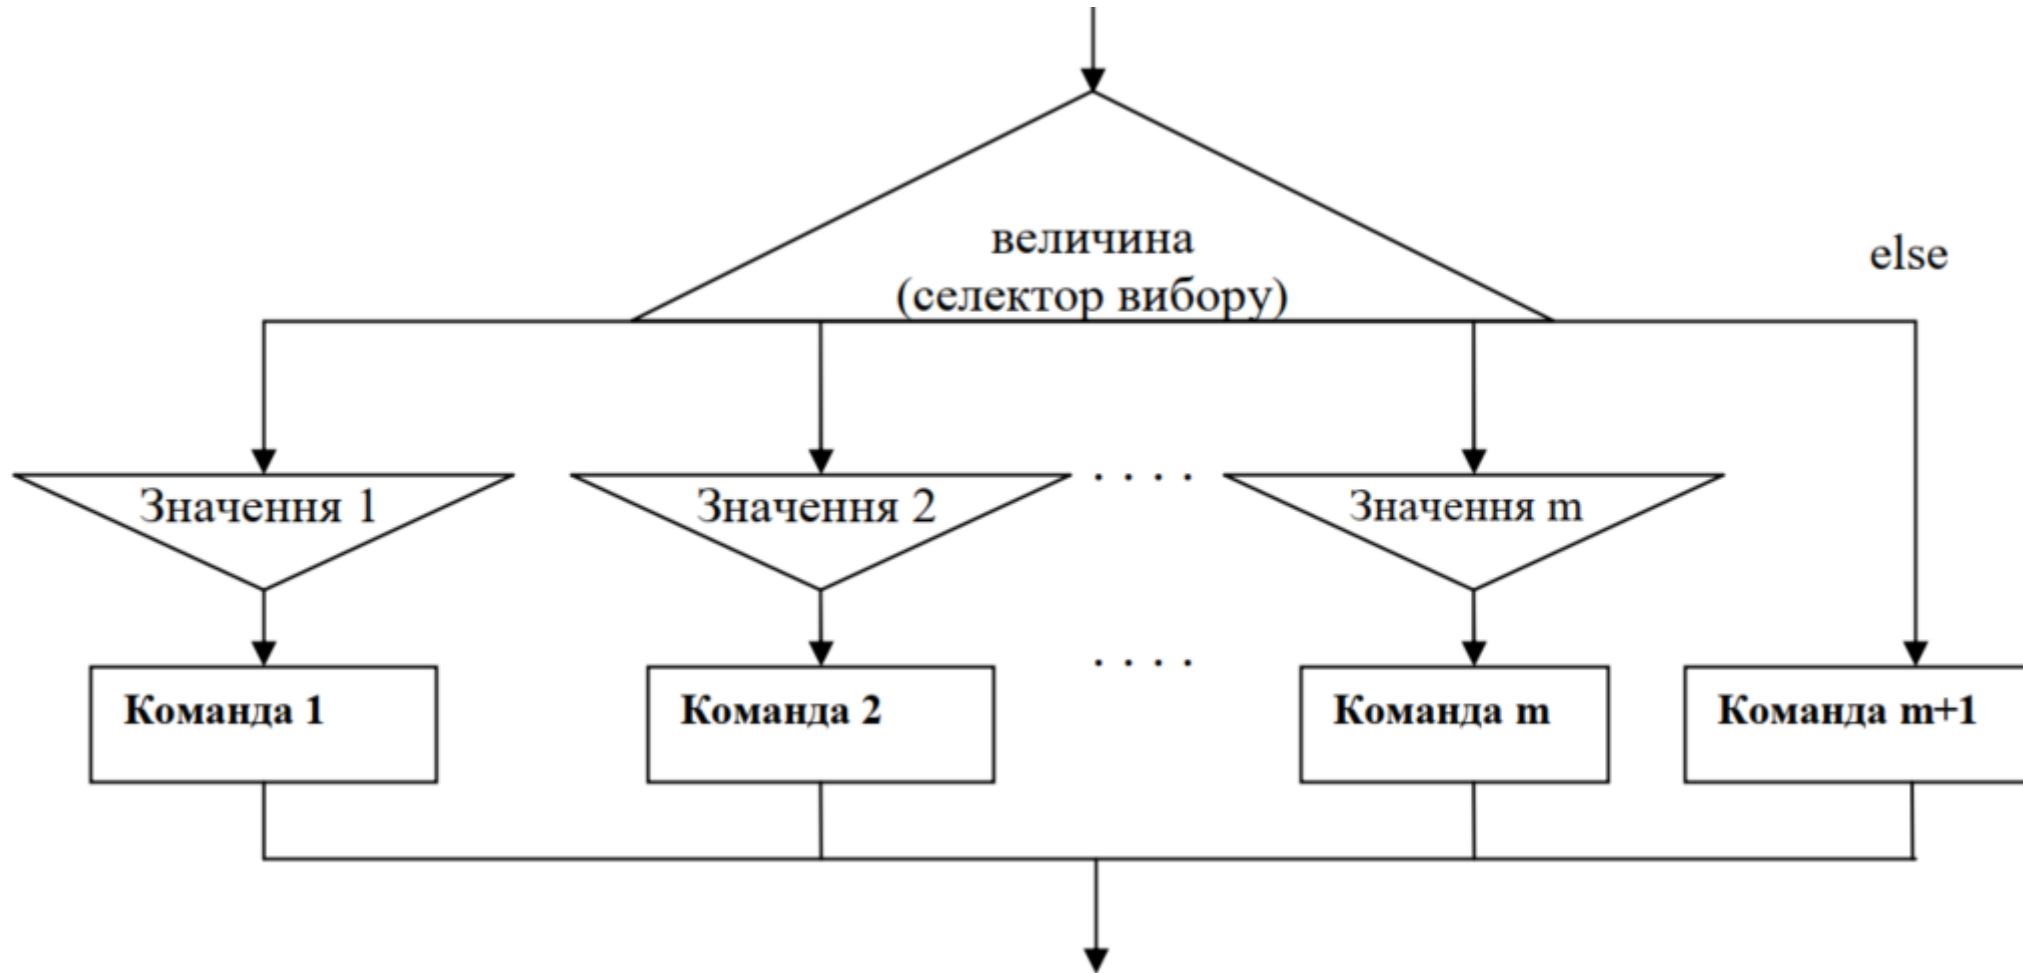 величина
(селектор вибору)
else
Значення 1
Значення 2
. . . .
Значення m
Команда 1
Команда 2
. . . .
Команда m
Команда m+1